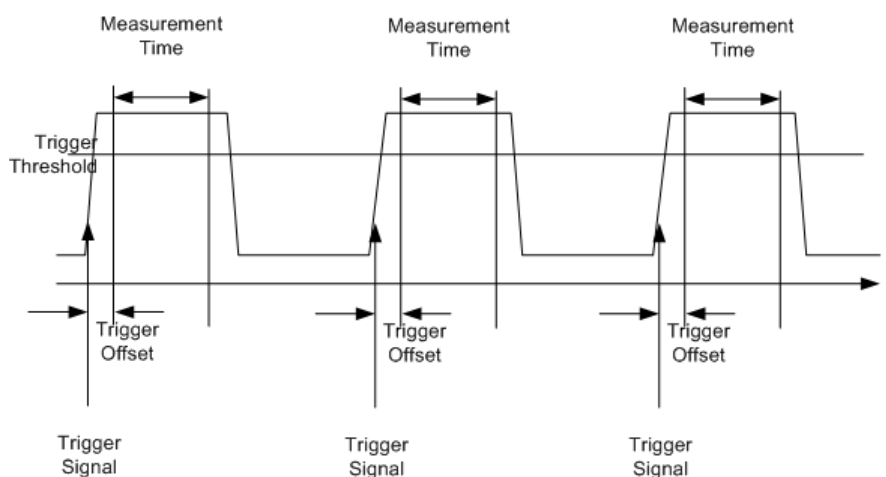 Measurement
Time
Measurement
Time
Measurement
Time
Trigger
Threshold
Trigger
Offset
Trigger
Offset
Trigger
Offset
Trigger
Signal
Trigger
Signal
Trigger
Signal